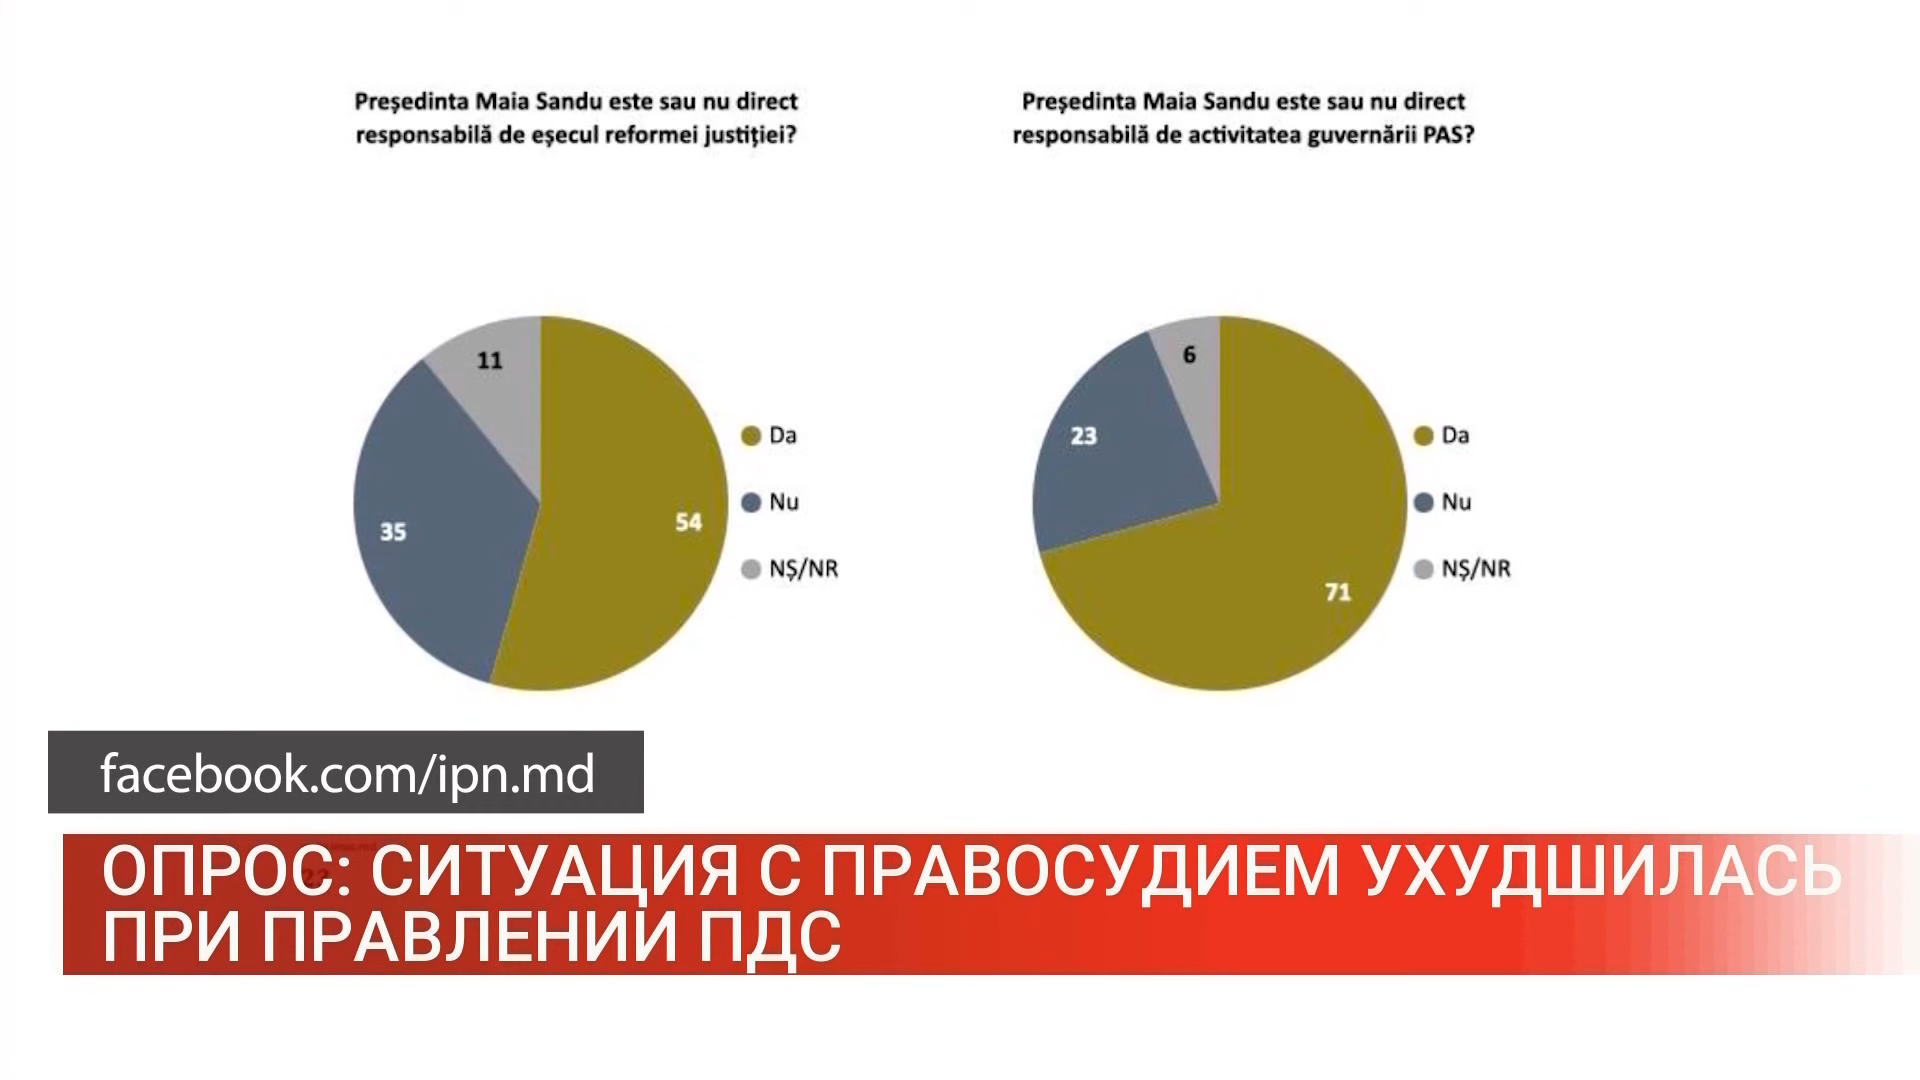 Președinta Maia Sandu este sau nu direct
responsabilă de eșecul reformei justiției?
11
35
54
Da
Nu
NȘ/NR
Președinta Maia Sandu este sau nu direct
responsabilă de activitatea guvernării PAS?
6
23
71
Da
Nu
NȘ/NR
facebook.com/ipn.md
ОПРОС: СИТУАЦИЯ С ПРАВОСУДИЕМ УХУДШИЛАСЬ
ПРИ ПРАВЛЕНИИ ПДС